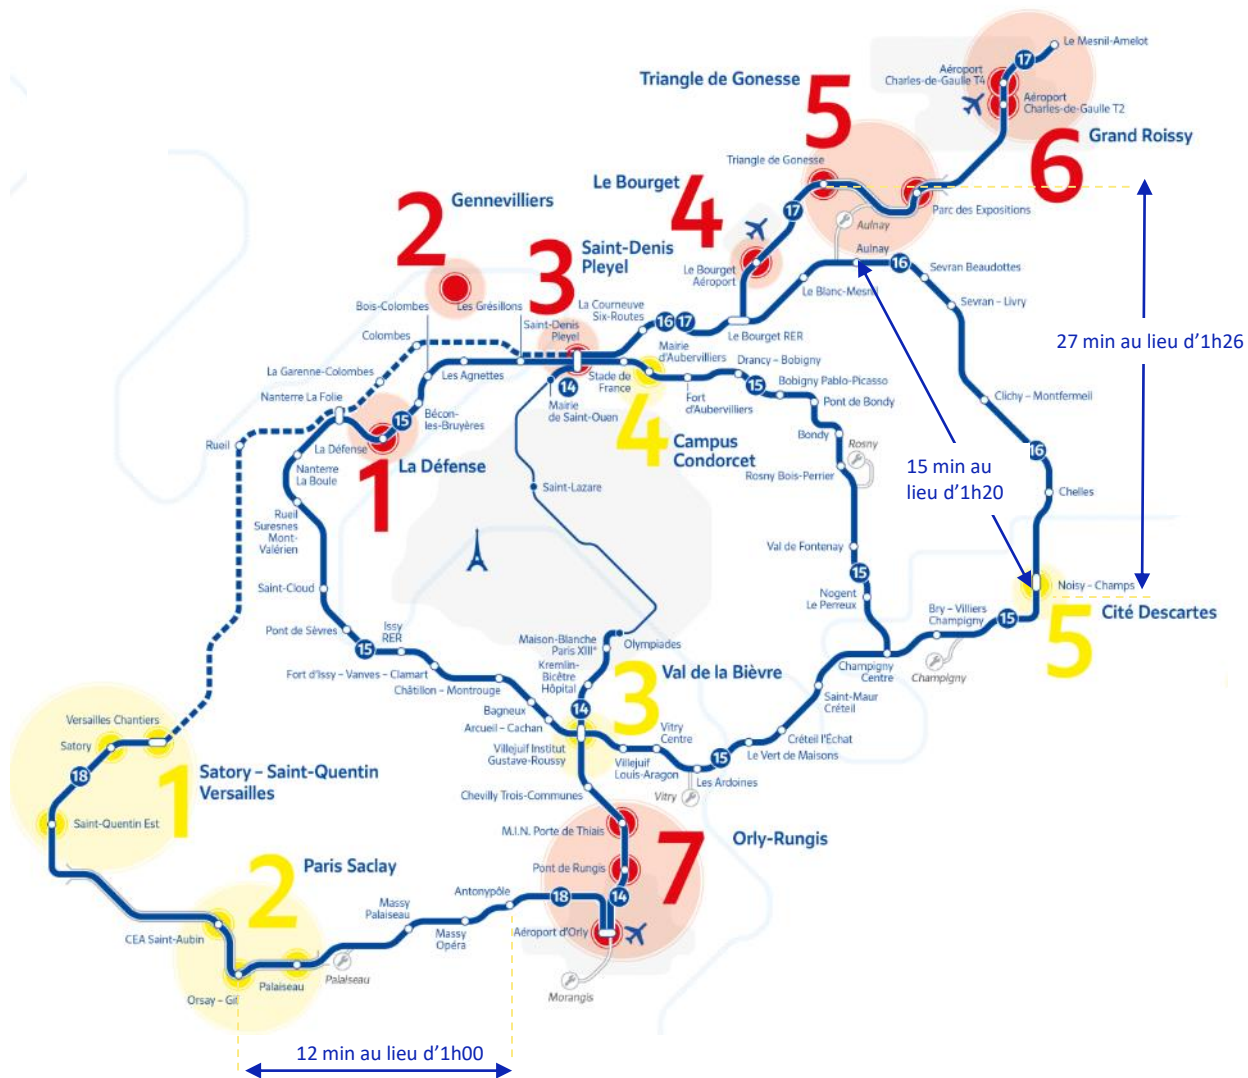 Le Mesnil-Amelot
17
Aéroport
Charles-de-Gaulle T4
Aéroport
Charles-de-Gaulle T2
6
Grand Roissy
Triangle de Gonesse
5
Triangle de Gonesse
Parc des Expositions
Le Bourget
4
17
Le Bourget
Aéroport
Aulnay
Aulnay
16
Sevran Beaudottes
Sevran – Livry
Le Blanc-Mesnil
Le Bourget RER
27 min au lieu d’1h26
2
Gennevilliers
3
Saint-Denis
Pleyel
La Courneuve
Six-Routes
16
17
Bois-Colombes
Les Grésillons
Saint-Denis
Pleyel
Colombes
La Garenne-Colombes
Nanterre La Folie
Les Agnettes
14
Stade de
France
Mairie
d’Aubervilliers
Drancy – Bobigny
15
Bobigny Pablo-Picasso
Fort
d’Aubervilliers
Pont de Bondy
Mairie
de Saint-Ouen
Clichy – Montfermeil
Bondy
Rosny
Rosny Bois-Perrier
4
Campus
Condorcet
Rueil
La Défense
15
Bécon-
les-Bruyères
1
La Défense
Nanterre
La Boule
16
15 min au
lieu d’1h20
Chelles
Saint-Lazare
Rueil
Suresnes
Mont-
Valérien
Val de Fontenay
15
Nogent
Le Perreux
Noisy – Champs
5
Cité Descartes
Saint-Cloud
Pont de Sèvres
15
Issy
RER
Bry – Villiers
Champigny
15
Champigny
Centre
Champigny
Maison-Blanche
Paris XIIIᵉ
Olympiades
Kremlin-
Bicêtre
Hôpital
3
Val de la Bièvre
Fort d’Issy – Vanves – Clamart
Châtillon – Montrouge
Bagneux
Arcueil – Cachan
14
Saint-Maur
Créteil
Créteil l’Échat
Le Vert de Maisons
Villejuif Institut
Gustave-Roussy
Vitry
Centre
15
Villejuif
Louis-Aragon
Les Ardoines
Vitry
Versailles Chantiers
Satory
18
1
Satory – Saint-Quentin
Versailles
Saint-Quentin Est
Chevilly Trois-Communes
M.I.N. Porte de Thiais
7
Orly-Rungis
Pont de Rungis
14
18
Aéroport d’Orly
Morangis
2
Paris Saclay
Antonypôle
Massy
Palaiseau
Massy
Opéra
CEA Saint-Aubin
Orsay – Gif
Palaiseau
Palaiseau
12 min au lieu d’1h00